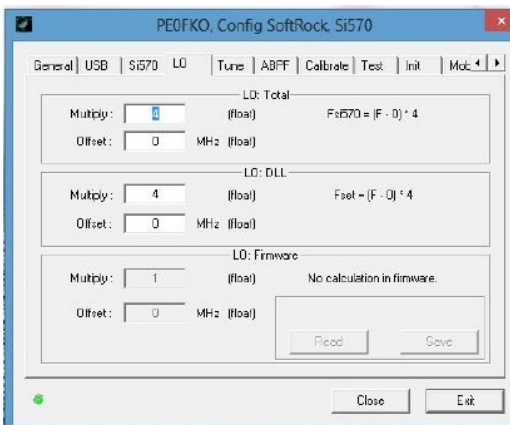 PE0FKO, Config SoftRock, Si570
General USB Si570 LO Tune ABPF Calibrate Test Init
LO: Total
Multiply: 4 (float) Fsi570 = (F - 0) * 4
Offset: 0 MHz (float)
LO: DLL
Multiply: 4 (float) Fset = (F - 0) * 4
Offset: 0 MHz (float)
LO: Firmware
Multiply: 1 (float) No calculation in firmware.
Offset: 0 MHz (float)
Read Save
Close Exit